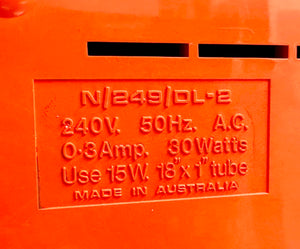 N/249/DL-2
240V. 50Hz. A.C.
0·3Amp. 30Watts
Use 15W. 18"x 1" tube
MADE IN AUSTRALIA